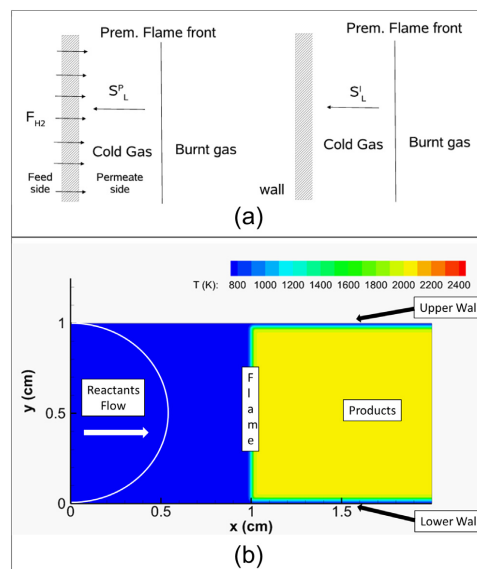 Prem. Flame front
S_L^P
F_H2
Cold Gas
Burnt gas
Feed side
Permeate side
Prem. Flame front
S_L^I
Cold Gas
Burnt gas
wall
(a)
T (K):
800 1000 1200 1400 1600 1800 2000 2200 2400
Upper Wal
1
0.5
0
y (cm)
Reactants
Flow
F
l
a
m
e
Products
0
0.5
1
1.5
x (cm)
Lower Wal
(b)